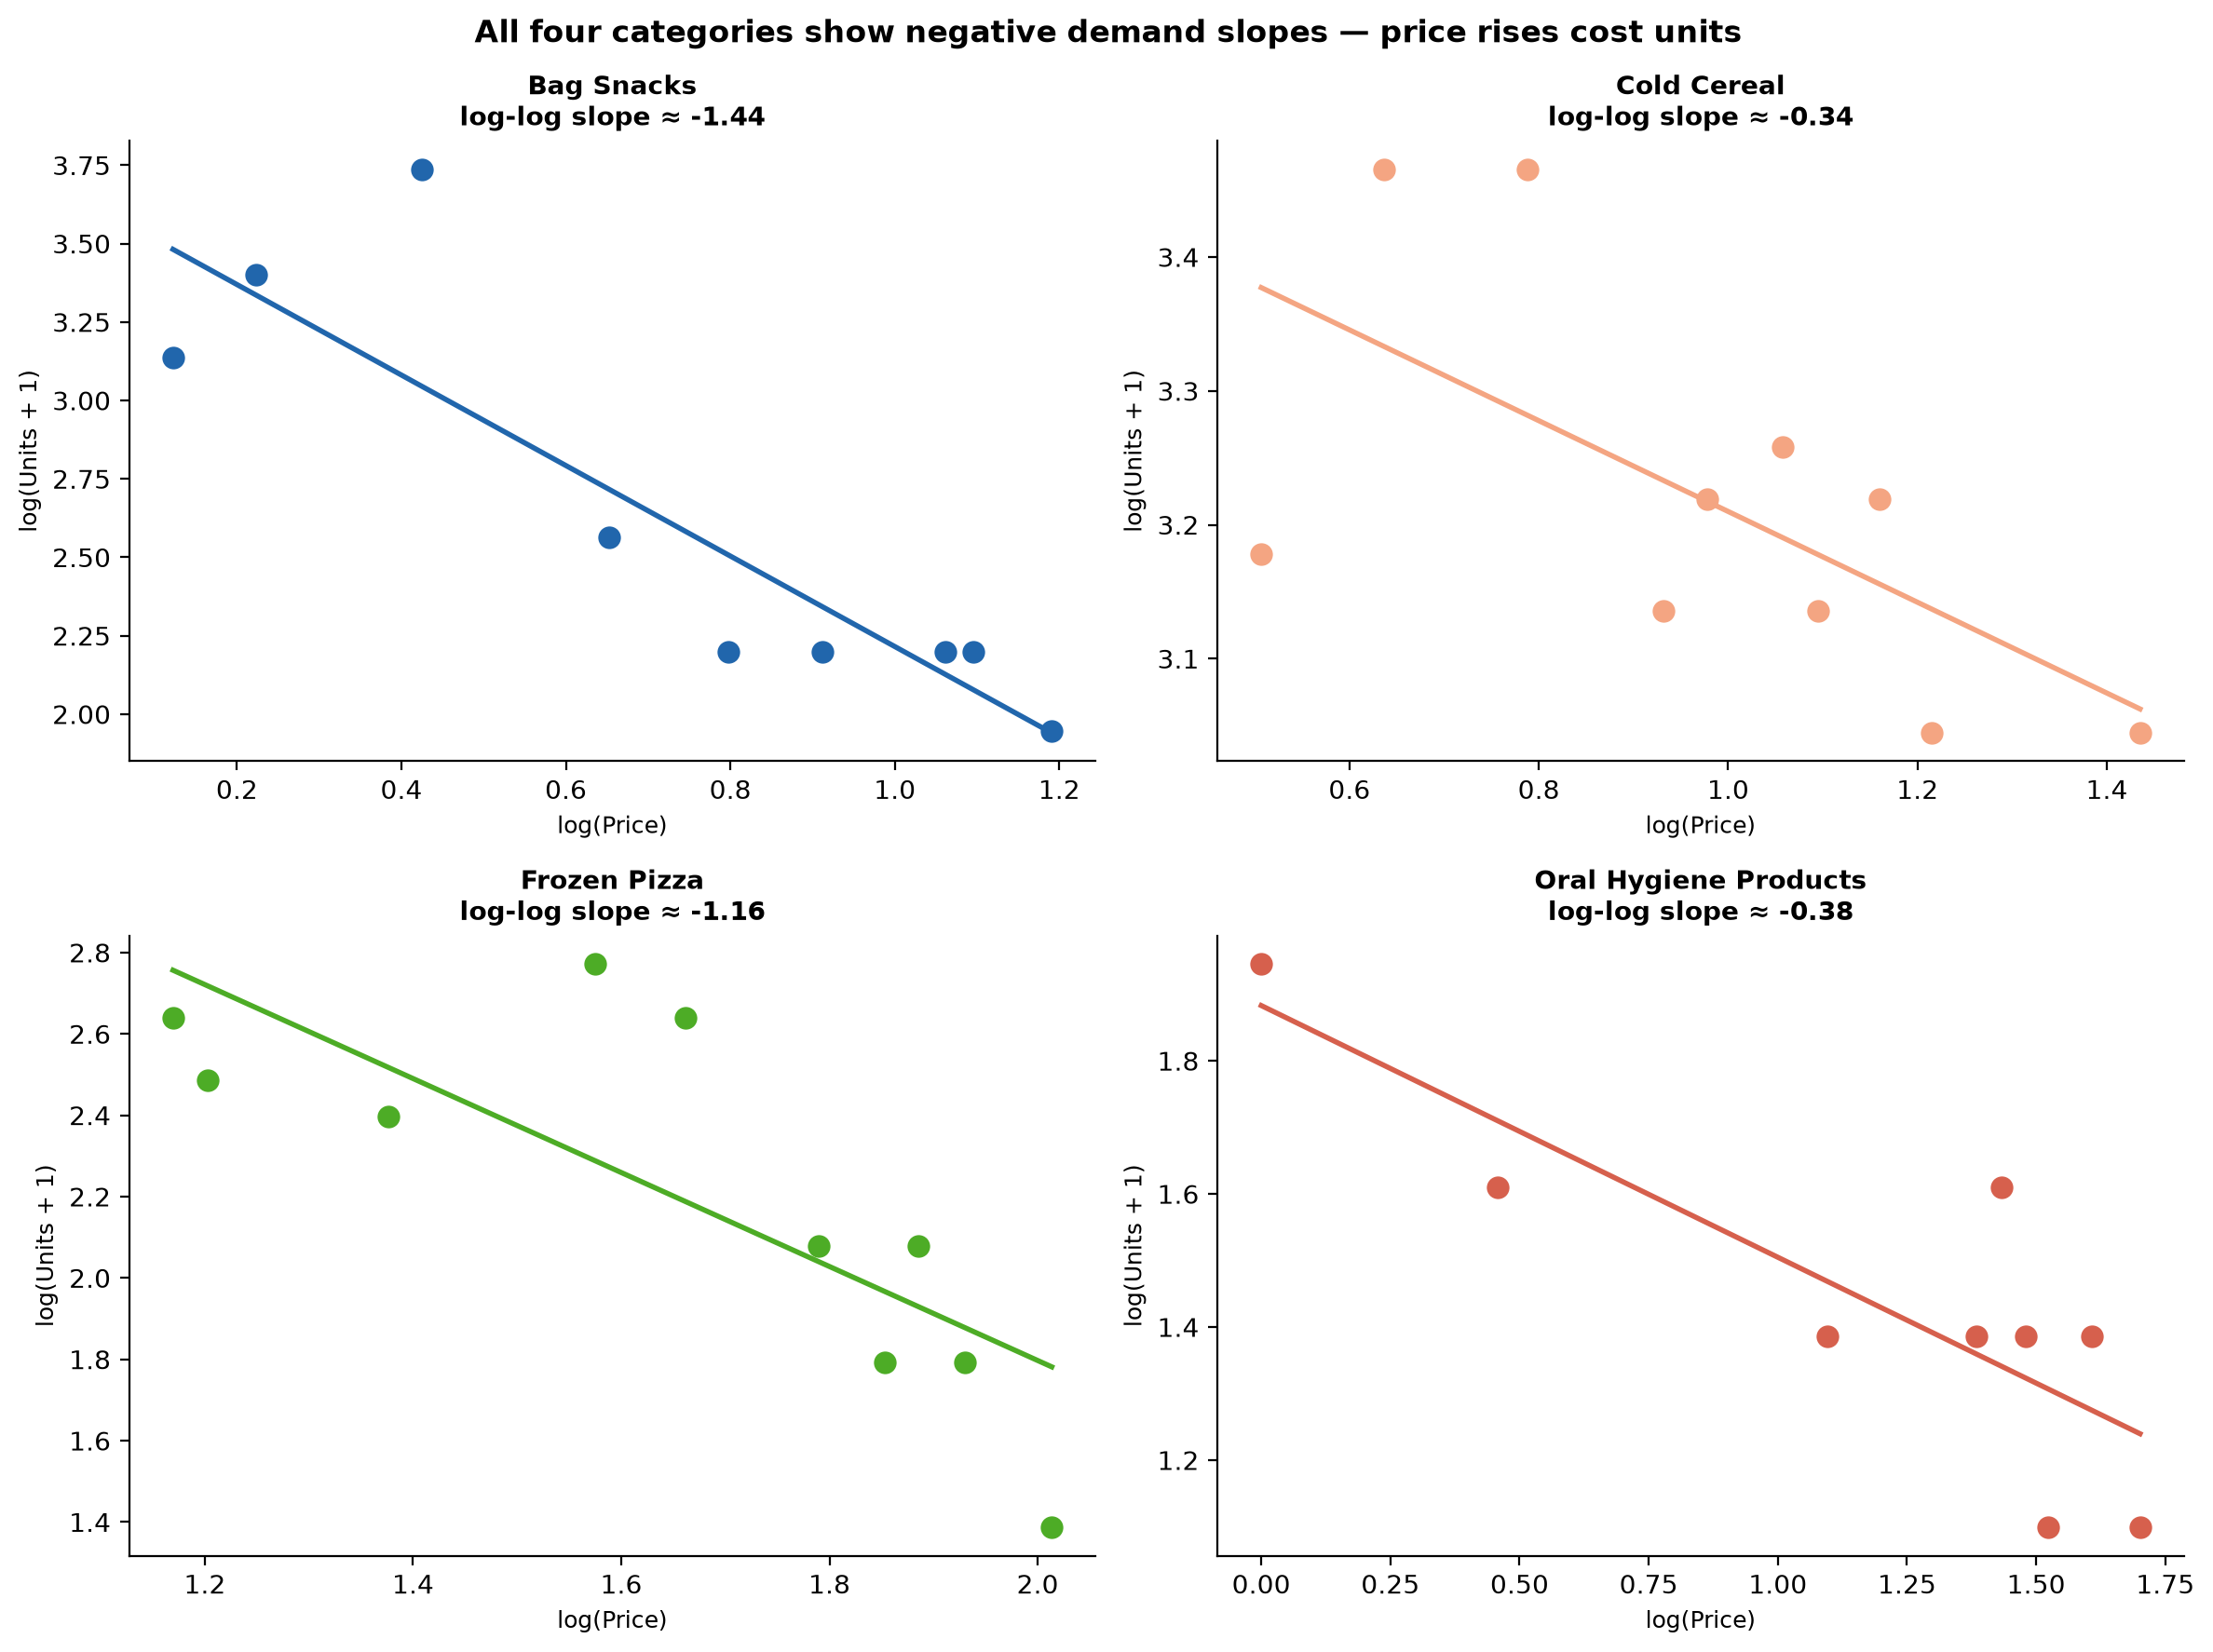 All four categories show negative demand slopes — price rises cost units
Bag Snacks
log-log slope ≈ -1.44
3.75
3.50
3.25
3.00
2.75
2.50
2.25
2.00
log(Units + 1)
0.2 0.4 0.6 0.8 1.0 1.2
log(Price)
Cold Cereal
log-log slope ≈ -0.34
3.4
3.3
3.2
3.1
log(Units + 1)
0.6 0.8 1.0 1.2 1.4
log(Price)
Frozen Pizza
log-log slope ≈ -1.16
2.8
2.6
2.4
2.2
2.0
1.8
1.6
1.4
log(Units + 1)
1.2 1.4 1.6 1.8 2.0
log(Price)
Oral Hygiene Products
log-log slope ≈ -0.38
1.8
1.6
1.4
1.2
log(Units + 1)
0.00 0.25 0.50 0.75 1.00 1.25 1.50 1.75
log(Price)